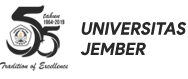 tahun
1964-2019
55
Tradition of Excellence
UNIVERSITAS
JEMBER